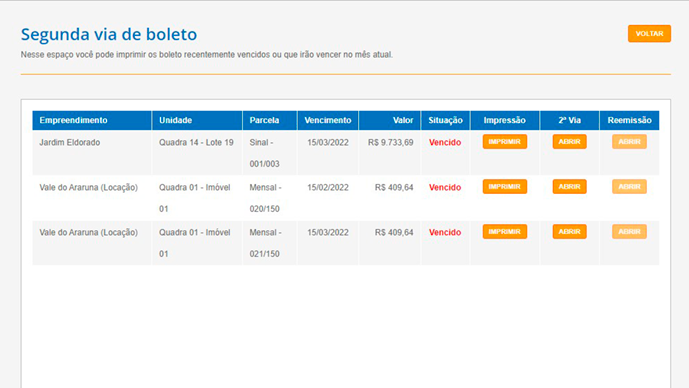 Segunda via de boleto
VOLTAR
Nesse espaço você pode imprimir os boleto recentemente vencidos ou que irão vencer no mês atual.
Empreendimento Unidade Parcela Vencimento Valor Situação Impressão 2ª Via Reemissão
Jardim Eldorado Quadra 14 - Lote 19 Sinal - 15/03/2022 R$ 9.733,69 Vencido IMPRIMIR ABRIR ABRIR
001/003
Vale do Araruna (Locação) Quadra 01 - Imóvel Mensal - 15/02/2022 R$ 409,64 Vencido IMPRIMIR ABRIR ABRIR
01 020/150
Vale do Araruna (Locação) Quadra 01 - Imóvel Mensal - 15/03/2022 R$ 409,64 Vencido IMPRIMIR ABRIR ABRIR
01 021/150